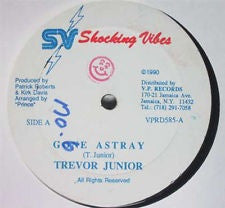 SV Shocking Vibes
©1990
Produced by
Patrick Roberts
& Kirk Davis
Arranged by
"Prince"
Distributed by
V.P. RECORDS
170-21 Jamaica Ave.
Jamaica, N.Y. 11432
Tel: (718) 291-7058
SIDE A
VPRD585-A
GONE ASTRAY
(T. Junior)
TREVOR JUNIOR
All Rights Reserved